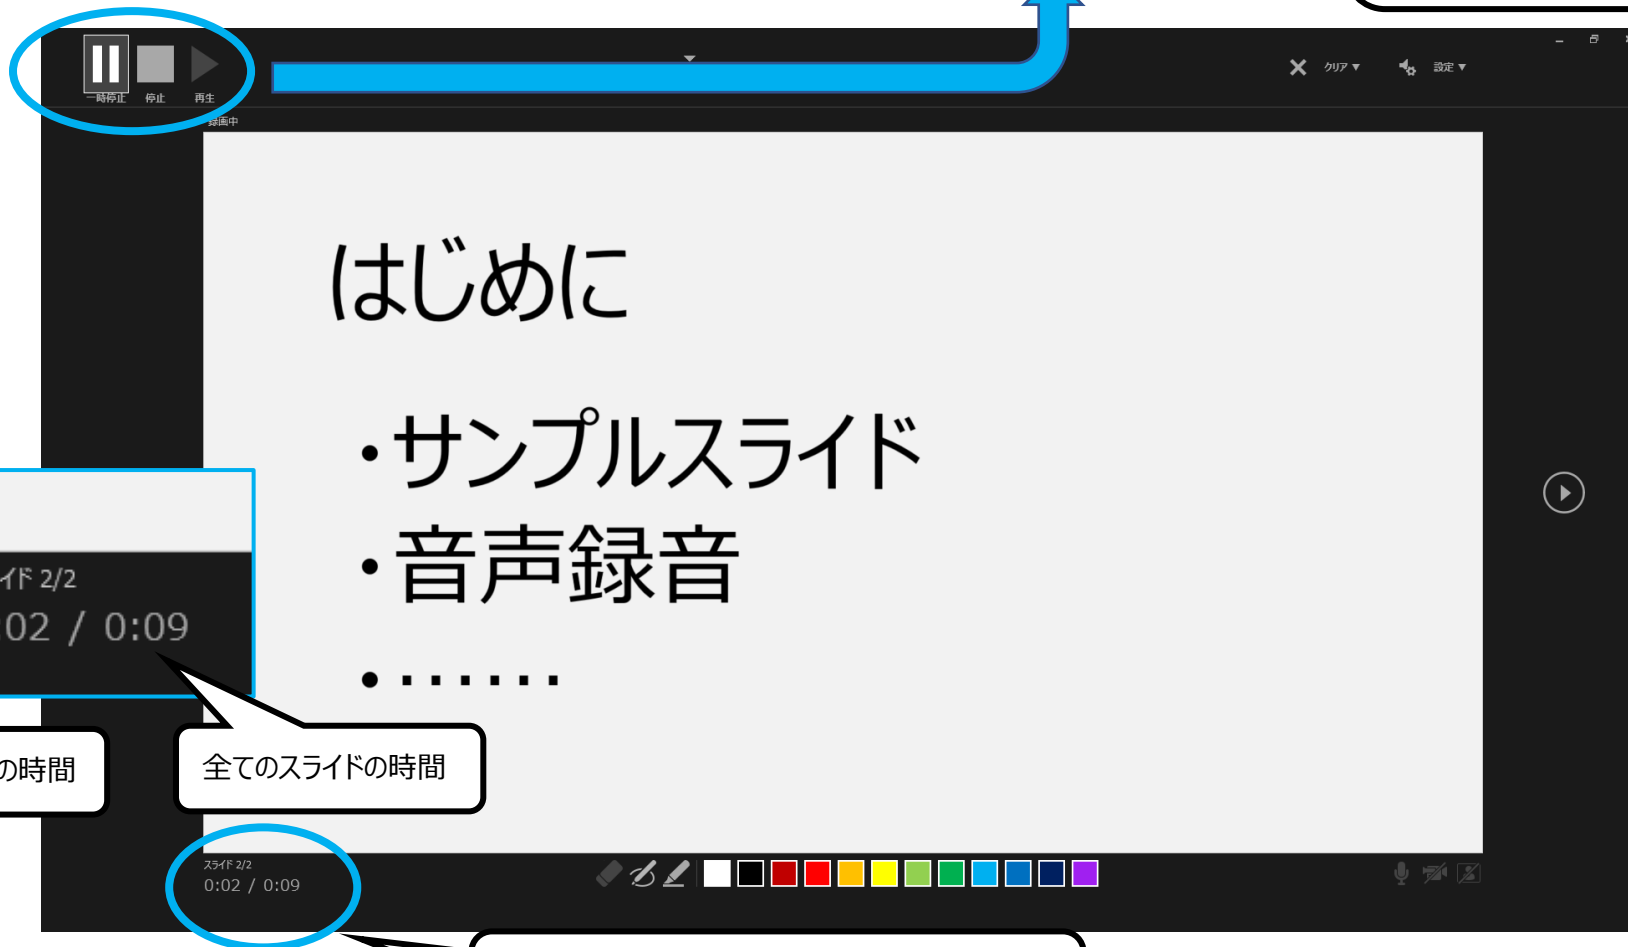 一時停止 停止 再生
クリア▼ 設定▼
録画中
はじめに
・サンプルスライド
・音声録音
・……
イド 2/2
02 / 0:09
の時間
全てのスライドの時間
スライド 2/2
0:02 / 0:09